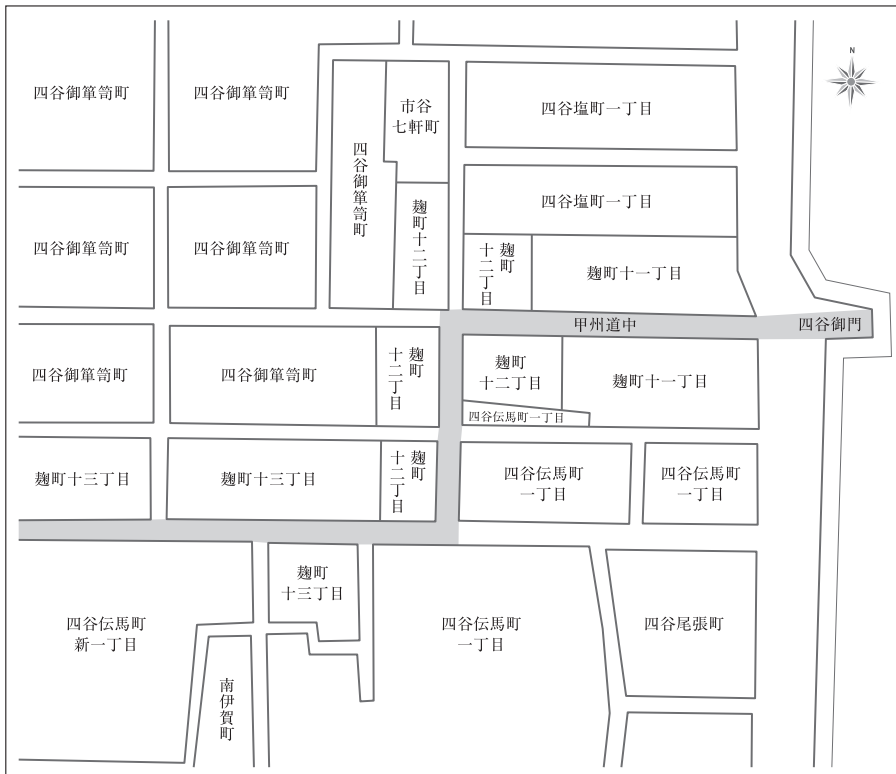 N
四谷御簞笥町
四谷御簞笥町
市谷
七軒町
四谷塩町一丁目
四谷御簞笥町
四谷塩町一丁目
四谷御簞笥町
四谷御簞笥町
麹町十二丁目
麹町
十二丁目
麹町十一丁目
甲州道中
四谷御門
四谷御簞笥町
四谷御簞笥町
麹町
十二丁目
麹町
十二丁目
麹町十一丁目
四谷伝馬町一丁目
麹町十三丁目
麹町十三丁目
麹町
十二丁目
四谷伝馬町
一丁目
四谷伝馬町
一丁目
麹町
十三丁目
四谷伝馬町
新一丁目
四谷伝馬町
一丁目
四谷尾張町
南伊賀町